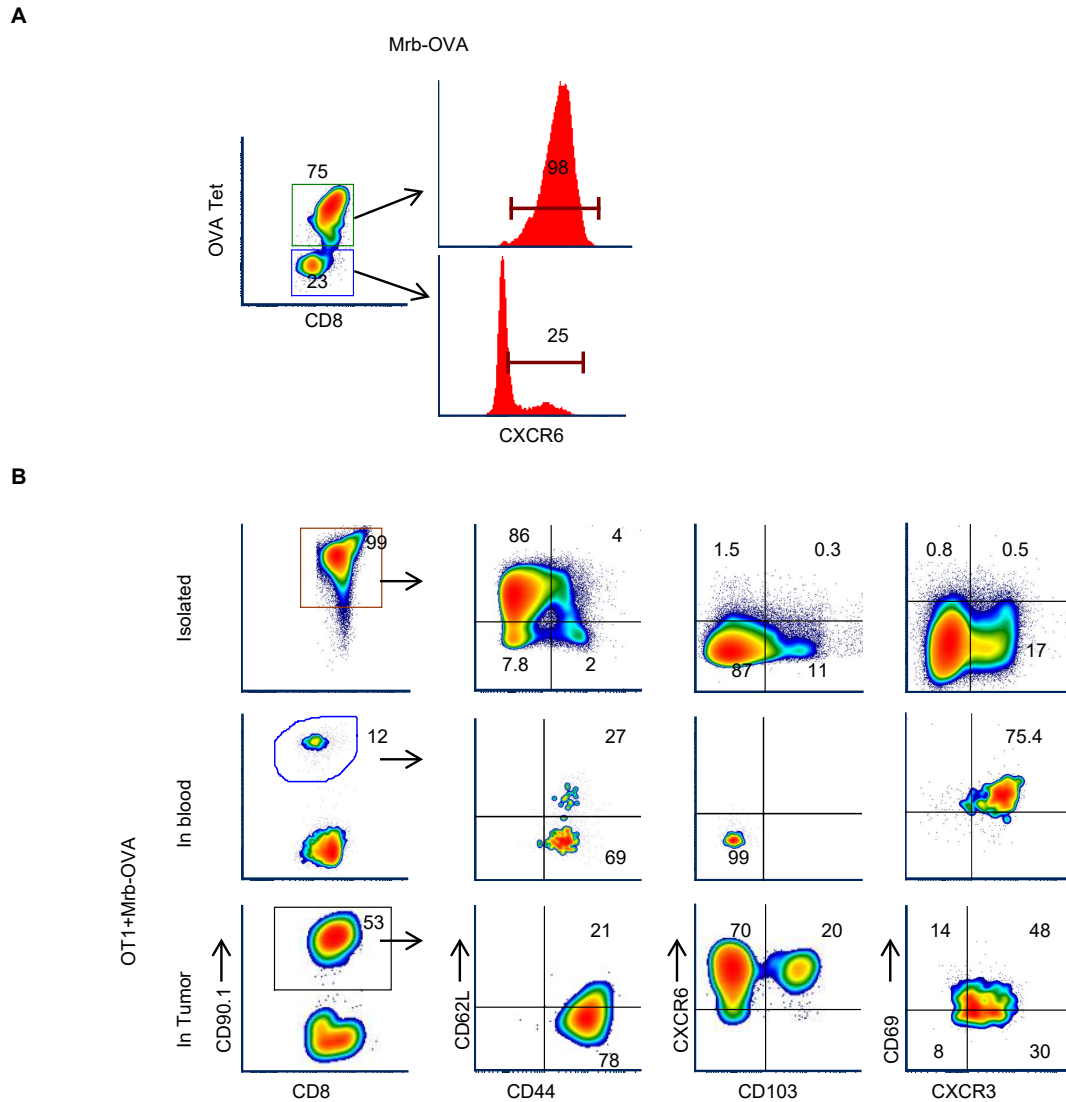 A
Mrb-OVA
98
75
OVA Tet
23
CD8
25
CXCR6
B
OT1+Mrb-OVA
Isolated
99
86 4
7.8 2
1.5 0.3
87 11
0.8 0.5
17
In blood
12
27
69
99
75.4
In Tumor
53
21
78
70 20
14 48
8 30
CD90.1
CD62L
CXCR6
CD69
CD8 CD44 CD103 CXCR3